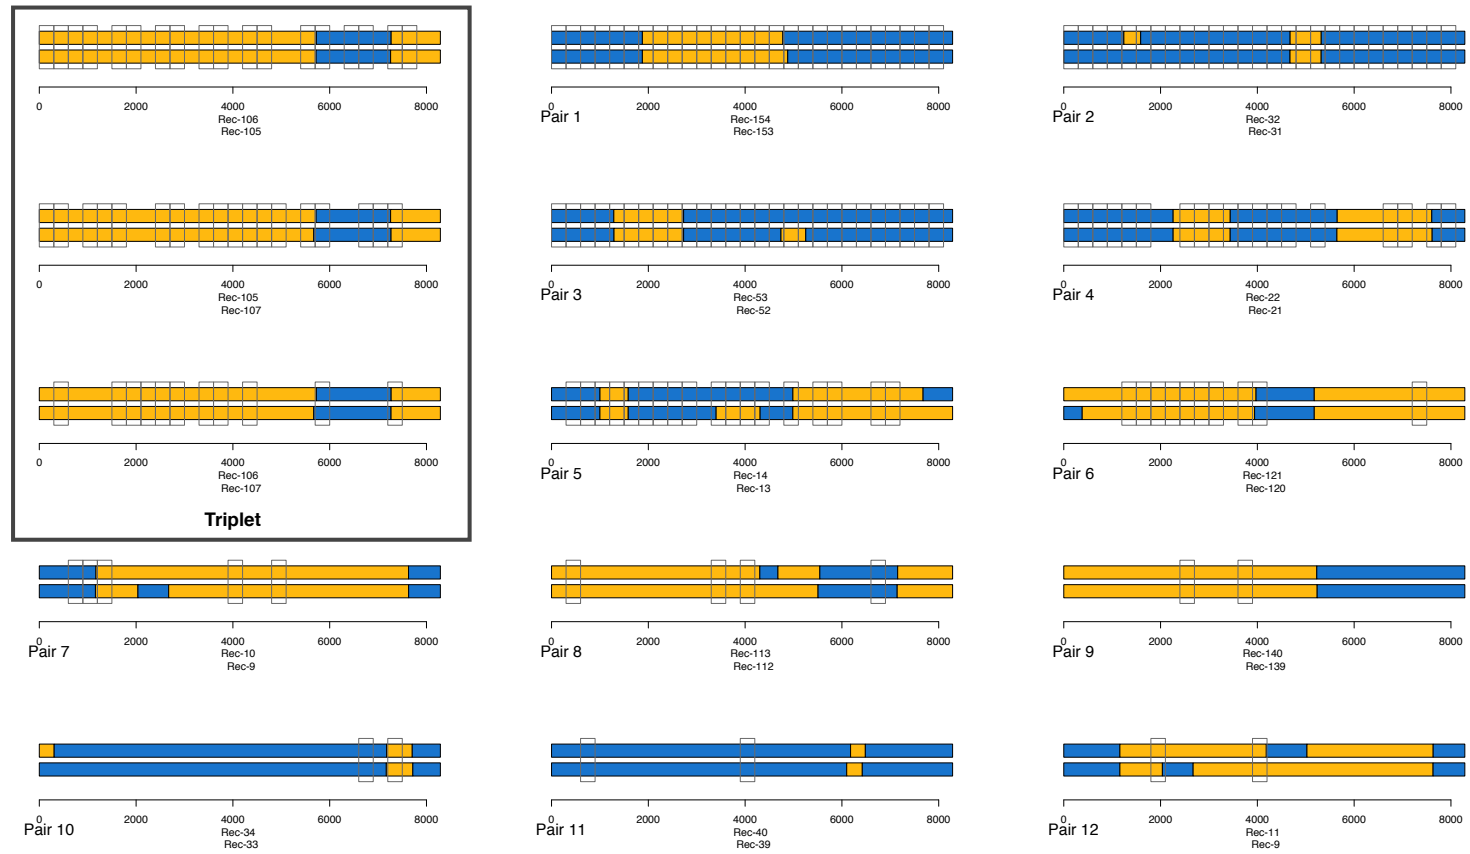 0 2000 4000 6000 8000
Rec-106
Rec-105
0 2000 4000 6000 8000
Pair 1
Rec-154
Rec-153
0 2000 4000 6000 8000
Pair 2
Rec-32
Rec-31
0 2000 4000 6000 8000
Rec-105
Rec-107
0 2000 4000 6000 8000
Pair 3
Rec-53
Rec-52
0 2000 4000 6000 8000
Pair 4
Rec-22
Rec-21
0 2000 4000 6000 8000
Rec-106
Rec-107
Triplet
0 2000 4000 6000 8000
Pair 5
Rec-14
Rec-13
0 2000 4000 6000 8000
Pair 6
Rec-121
Rec-120
0 2000 4000 6000 8000
Pair 7
Rec-10
Rec-9
0 2000 4000 6000 8000
Pair 8
Rec-113
Rec-112
0 2000 4000 6000 8000
Pair 9
Rec-140
Rec-139
0 2000 4000 6000 8000
Pair 10
Rec-34
Rec-33
0 2000 4000 6000 8000
Pair 11
Rec-40
Rec-39
0 2000 4000 6000 8000
Pair 12
Rec-11
Rec-9